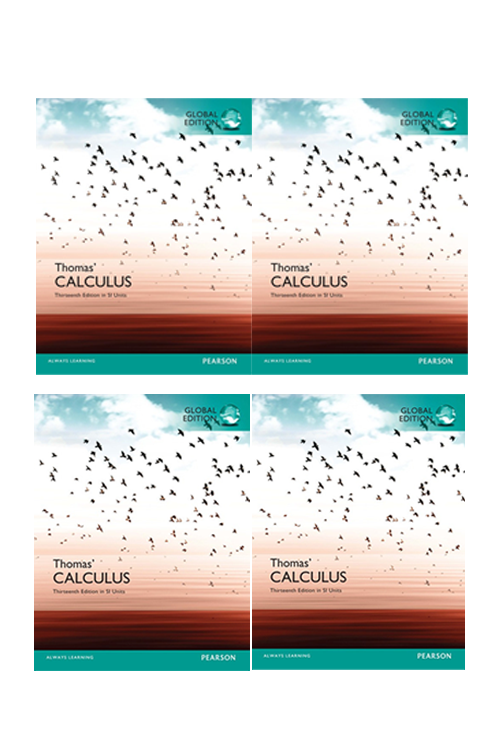 GLOBAL
EDITION
Thomas'
CALCULUS
Thirteenth Edition in SI Units
ALWAYS LEARNING PEARSON
GLOBAL
EDITION
Thomas'
CALCULUS
Thirteenth Edition in SI Units
ALWAYS LEARNING PEARSON
GLOBAL
EDITION
Thomas'
CALCULUS
Thirteenth Edition in SI Units
ALWAYS LEARNING PEARSON
GLOBAL
EDITION
Thomas'
CALCULUS
Thirteenth Edition in SI Units
ALWAYS LEARNING PEARSON